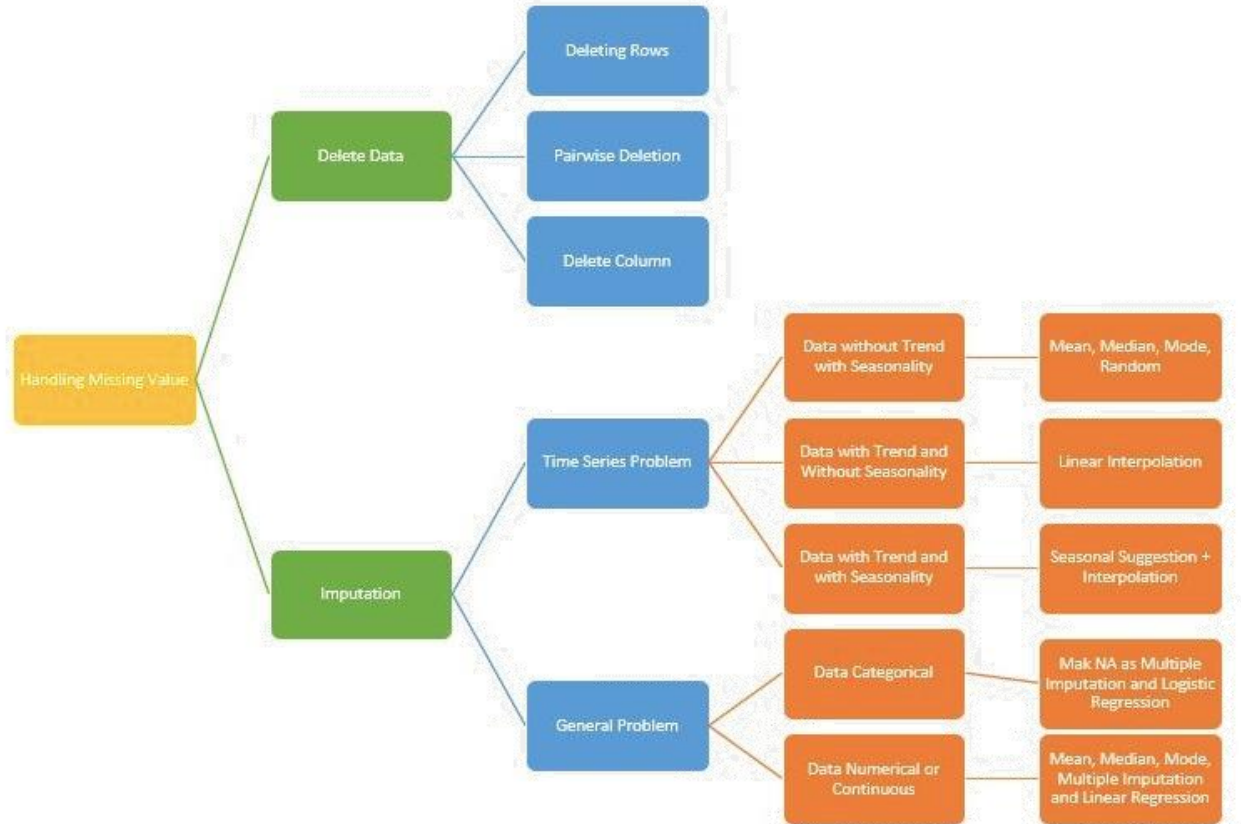 Deleting Rows
Delete Data
Pairwise Deletion
Delete Column
Handling Missing Value
Data without Trend
with Seasonality
Mean, Median, Mode,
Random
Time Series Problem
Data with Trend and
Without Seasonality
Linear Interpolation
Imputation
Data with Trend and
with Seasonality
Seasonal Suggestion +
Interpolation
General Problem
Data Categorical
Mak NA as Multiple
Imputation and Logistic
Regression
Data Numerical or
Continuous
Mean, Median, Mode,
Multiple Imputation
and Linear Regression